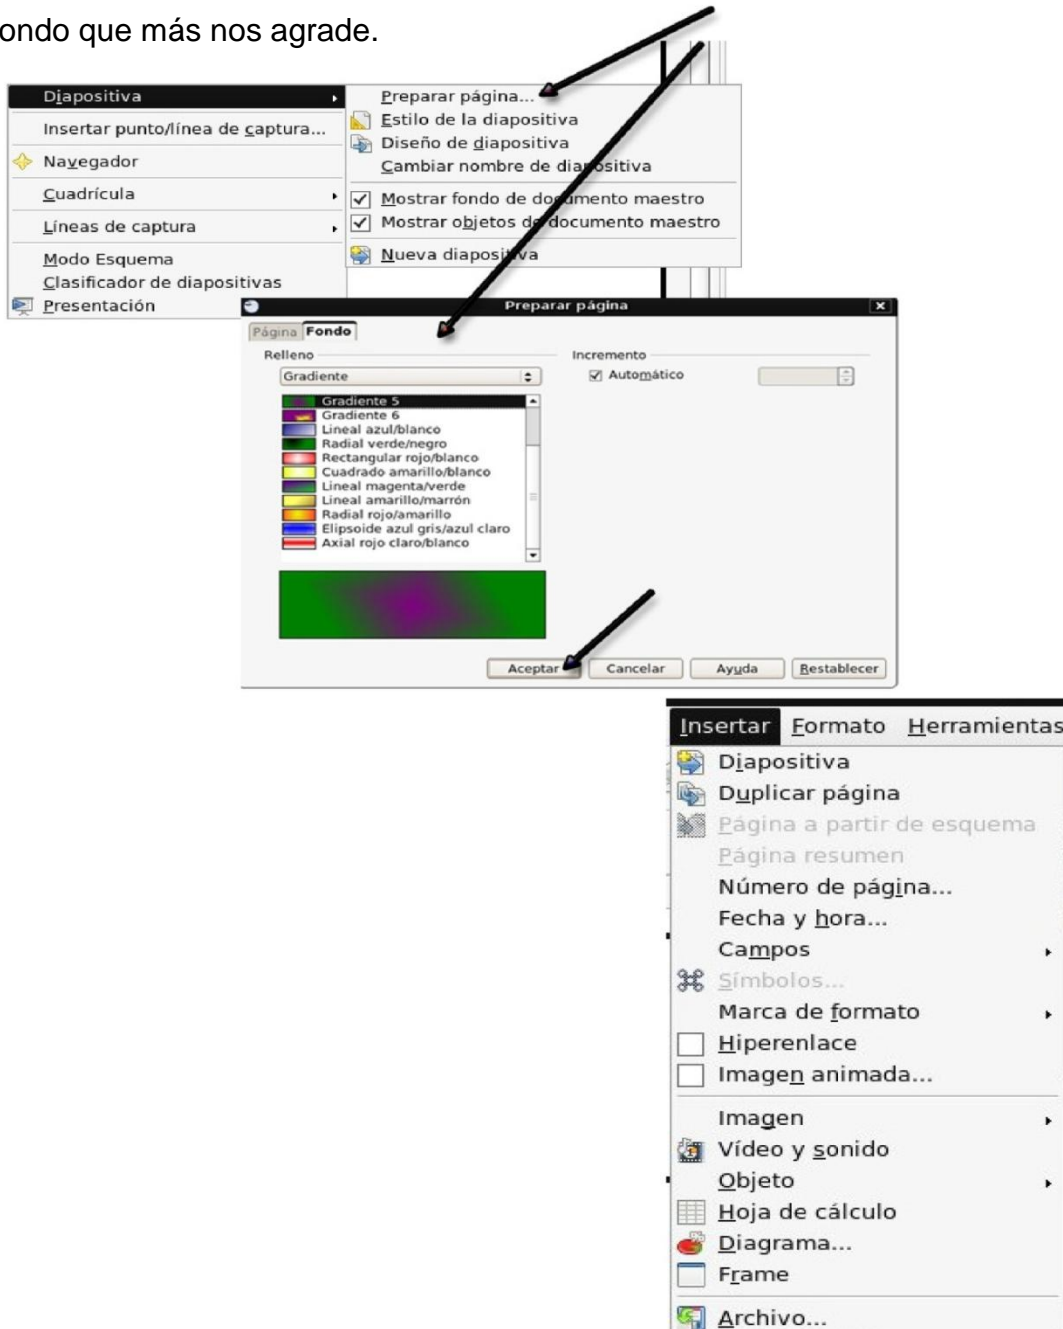 ondo que más nos agrade.
Diapositiva
Insertar punto/línea de captura...
Navegador
Cuadrícula
Líneas de captura
Modo Esquema
Clasificador de diapositivas
Presentación
Preparar página...
Estilo de la diapositiva
Diseño de diapositiva
Cambiar nombre de diapositiva
Mostrar fondo de documento maestro
Mostrar objetos de documento maestro
Nueva diapositiva
Preparar página
Página Fondo
Relleno
Gradiente
Gradiente 5
Gradiente 6
Lineal azul/blanco
Radial verde/negro
Rectangular rojo/blanco
Cuadrado amarillo/blanco
Lineal magenta/verde
Lineal amarillo/marrón
Radial rojo/amarillo
Elipsoide azul gris/azul claro
Axial rojo claro/blanco
Incremento
Automático
Aceptar Cancelar Ayuda Restablecer
Insertar Formato Herramientas
Diapositiva
Duplicar página
Página a partir de esquema
Página resumen
Número de página...
Fecha y hora...
Campos
Símbolos...
Marca de formato
Hiperenlace
Imagen animada...
Imagen
Vídeo y sonido
Objeto
Hoja de cálculo
Diagrama...
Frame
Archivo...